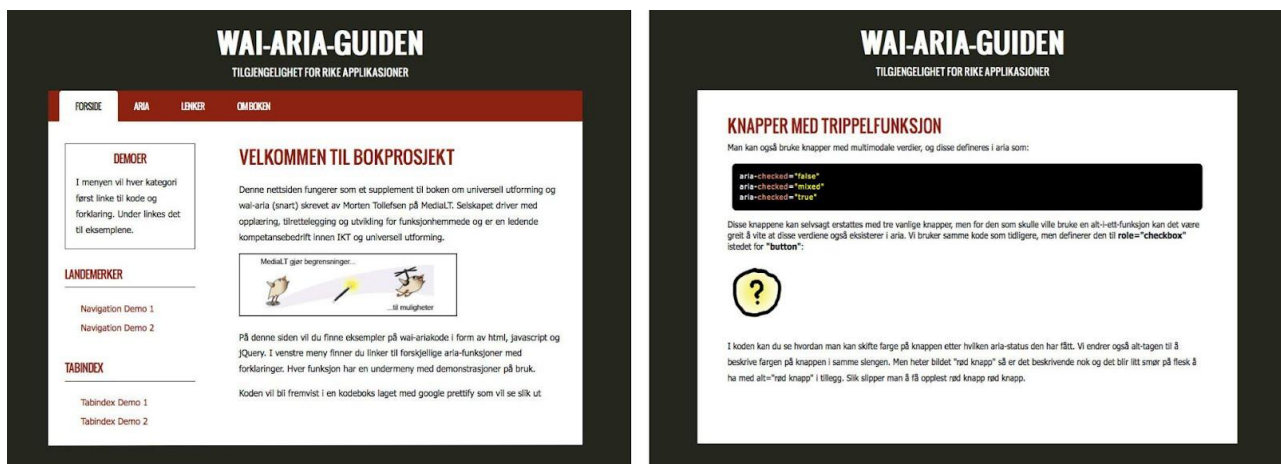 WAI-ARIA-GUIDEN
TILGJENGELIGHET FOR RIKE APPLIKASJONER
FORSIDE ARIA LENKER OM BOKEN
DEMOER
I menyen vil hver kategori
først linke til kode og
forklaring. Under linkes det
til eksemplene.
LANDEMERKER
Navigation Demo 1
Navigation Demo 2
TABINDEX
Tabindex Demo 1
Tabindex Demo 2
VELKOMMEN TIL BOKPROSJEKT
Denne nettsiden fungerer som et supplement til boken om universell utforming og
wai-aria (snart) skrevet av Morten Tollefsen på MediaLT. Selskapet driver med
opplæring, tilrettelegging og utvikling for funksjonhemmede og er en ledende
kompetansebedrift innen IKT og universell utforming.
MediaLT gjør begrensninger...
...til muligheter
På denne siden vil du finne eksempler på wai-ariakode i form av html, javascript og
jQuery. I venstre meny finner du linker til forskjellige aria-funksjoner med
forklaringer. Hver funksjon har en undermeny med demonstrasjoner på bruk.
Koden vil bli fremvist i en kodeboks laget med google prettify som vil se slik ut
WAI-ARIA-GUIDEN
TILGJENGELIGHET FOR RIKE APPLIKASJONER
KNAPPER MED TRIPPELFUNKSJON
Man kan også bruke knapper med multimodale verdier, og disse defineres i aria som:
aria-checked="false"
aria-checked="mixed"
aria-checked="true"
Disse knappene kan selvsagt erstattes med tre vanlige knapper, men for den som skulle ville bruke en alt-i-ett-funksjon kan det være
greit å vite at disse verdiene også eksisterer i aria. Vi bruker samme kode som tidligere, men definerer den til role="checkbox"
istedet for "button":
?
I koden kan du se hvordan man kan skifte farge på knappen etter hvilken aria-status den har fått. Vi endrer også alt-tagen til å
beskrive fargen på knappen i samme slengen. Men heter bildet "rød knapp" så er det beskrivende nok og det blir litt smør på flesk å
ha med alt="rød knapp" i tillegg. Slik slipper man å få opplest rød knapp rød knapp.